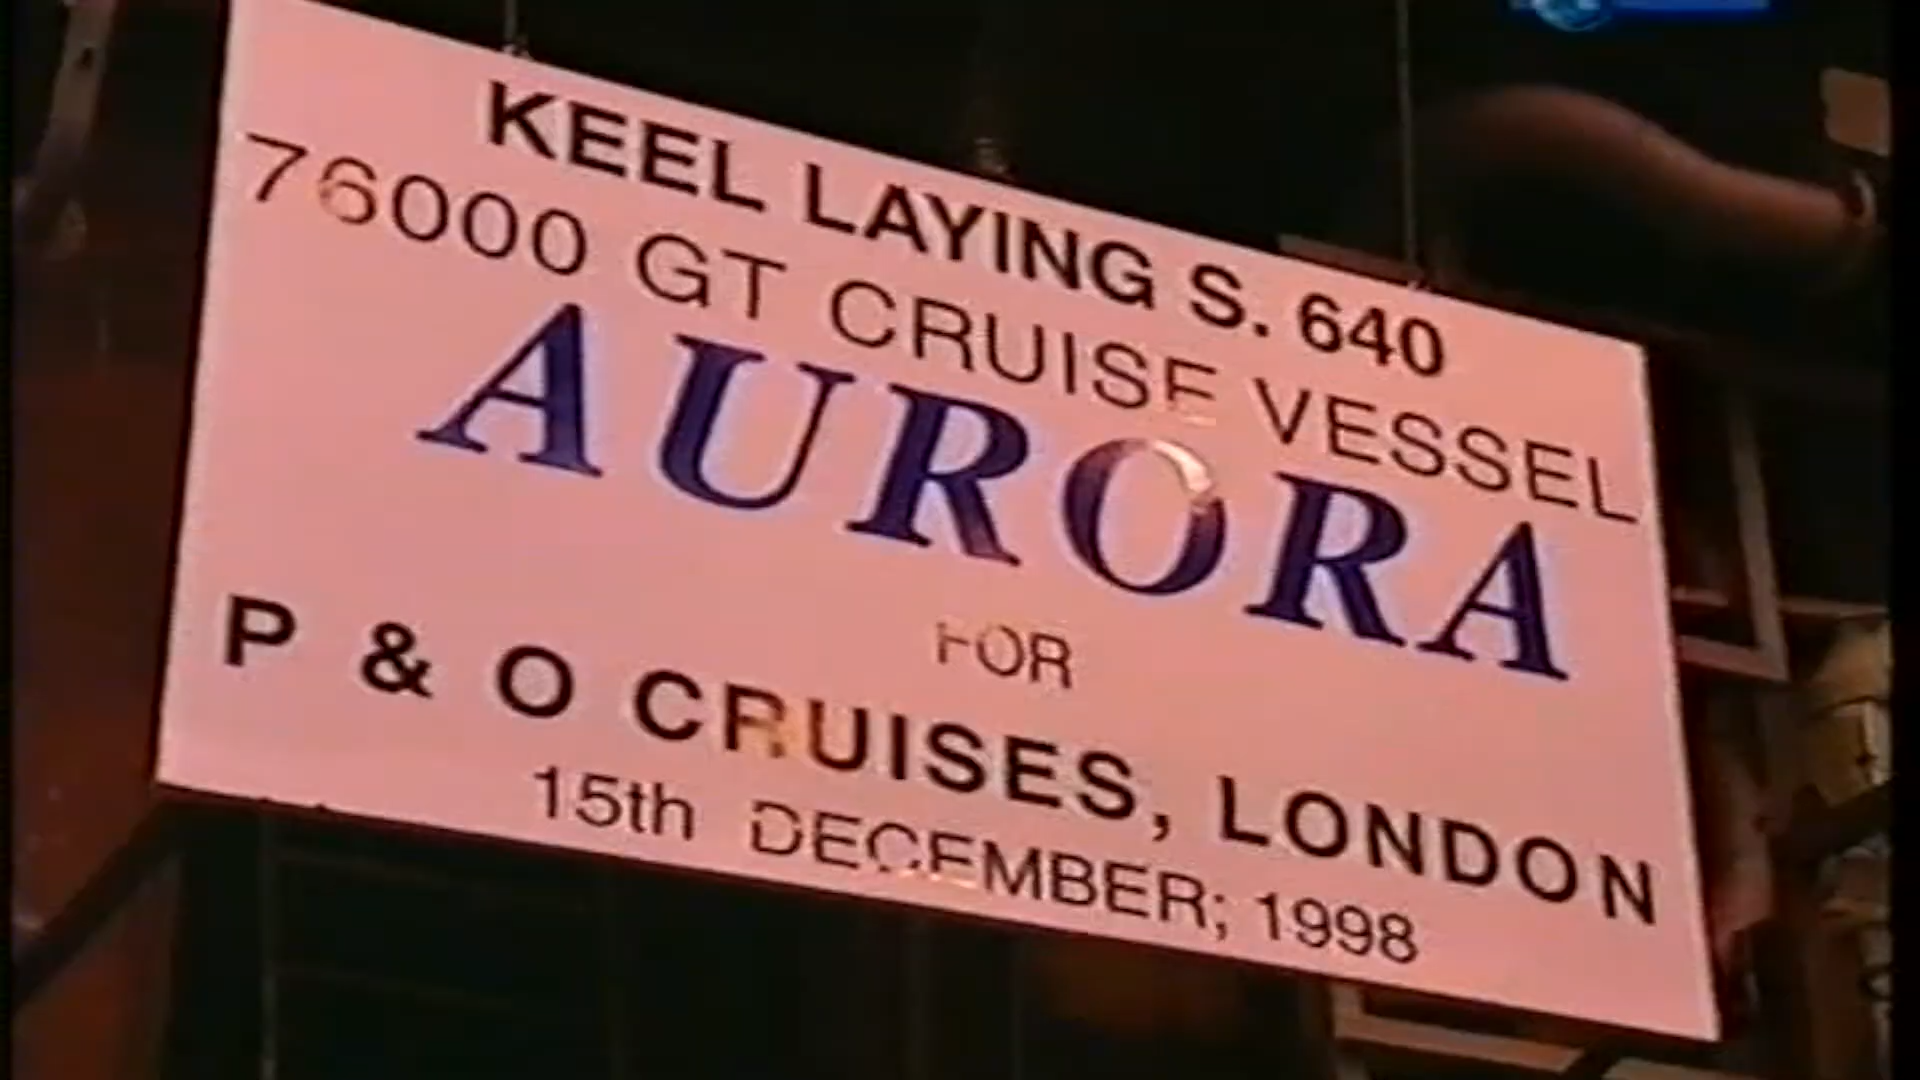 KEEL LAYING S. 640
76000 GT CRUISE VESSEL
AURORA
FOR
P & O CRUISES, LONDON
15th DECEMBER; 1998